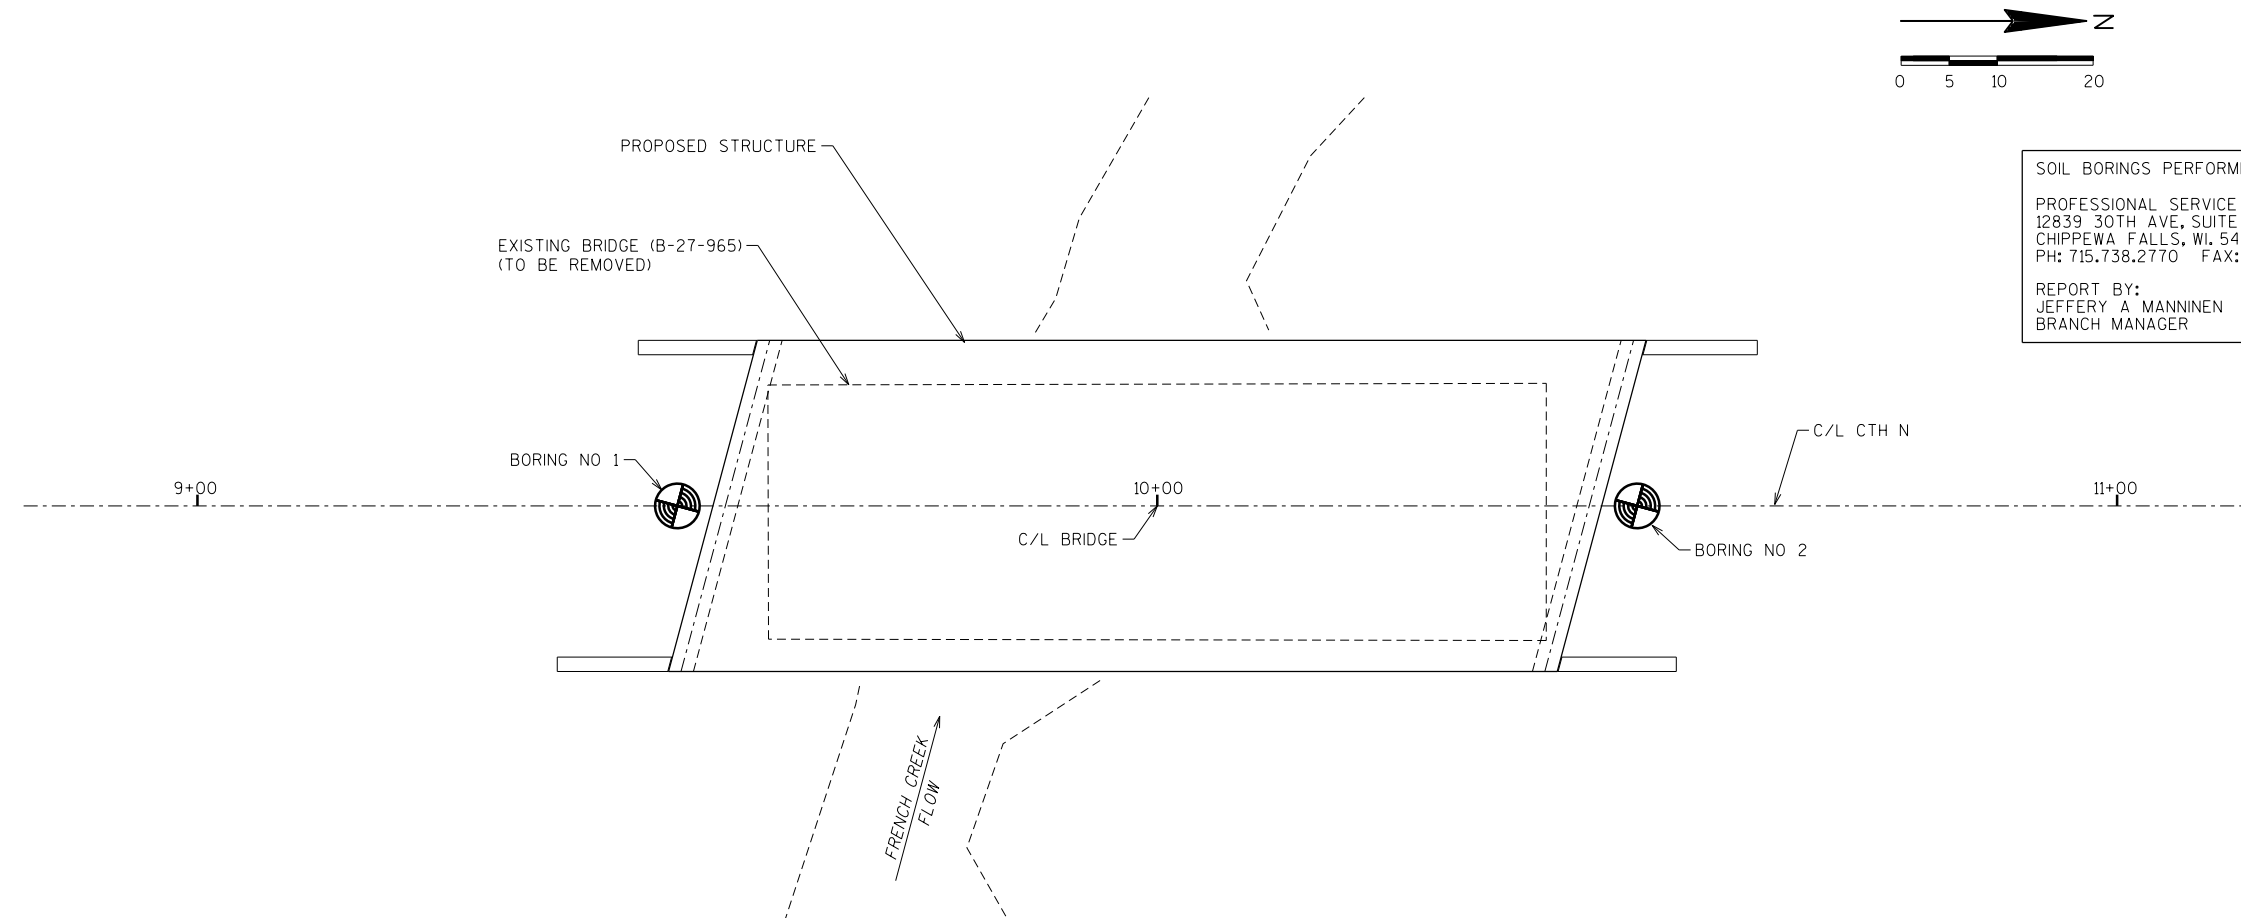 N
0 5 10 20
PROPOSED STRUCTURE
SOIL BORINGS PERFORM
PROFESSIONAL SERVICE
12839 30TH AVE, SUITE
CHIPPEWA FALLS, WI. 54
PH: 715.738.2770 FAX:
REPORT BY:
JEFFERY A MANNINEN
BRANCH MANAGER
EXISTING BRIDGE (B-27-965)
(TO BE REMOVED)
C/L CTH N
BORING NO 1
9+00
10+00
11+00
C/L BRIDGE
BORING NO 2
FRENCH CREEK
FLOW